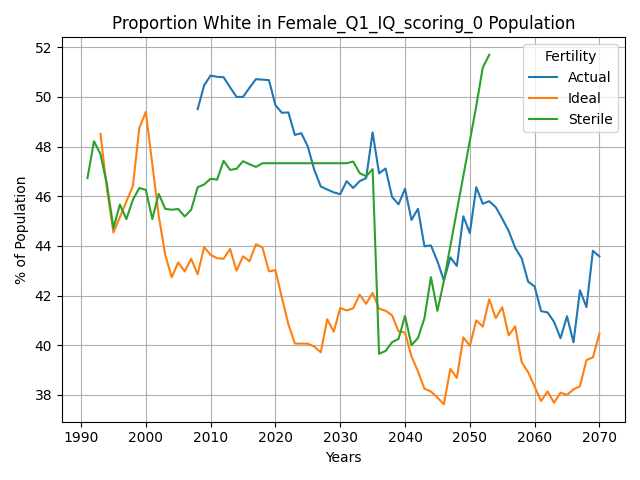 Proportion White in Female_Q1_IQ_scoring_0 Population
Fertility
Actual
Ideal
Sterile
% of Population
52
50
48
46
44
42
40
38
1990 2000 2010 2020 2030 2040 2050 2060 2070
Years